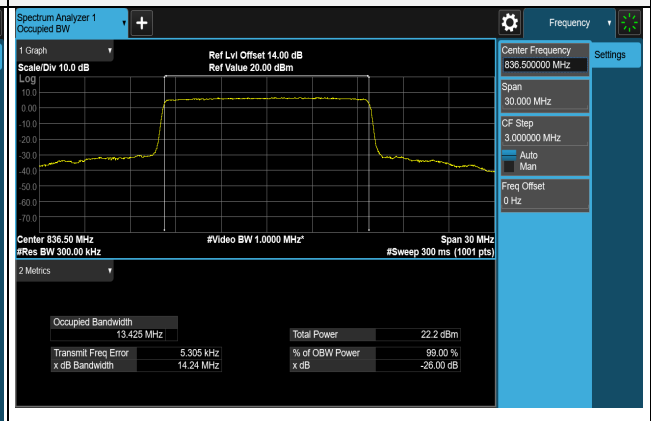 Spectrum Analyzer 1
Occupied BW
+
Frequency
1 Graph
Scale/Div 10.0 dB
Ref Lvl Offset 14.00 dB
Ref Value 20.00 dBm
Log
10.0
0.00
-10.0
-20.0
-30.0
-40.0
-50.0
-60.0
-70.0
Center 836.50 MHz
#Video BW 1.0000 MHz*
Span 30 MHz
#Res BW 300.00 kHz
#Sweep 300 ms (1001 pts)
2 Metrics
Occupied Bandwidth
13.425 MHz
Total Power 22.2 dBm
Transmit Freq Error 5.305 kHz
% of OBW Power 99.00 %
x dB Bandwidth 14.24 MHz
x dB -26.00 dB
Center Frequency
836.500000 MHz
Settings
Span
30.000 MHz
CF Step
3.000000 MHz
Auto
Man
Freq Offset
0 Hz